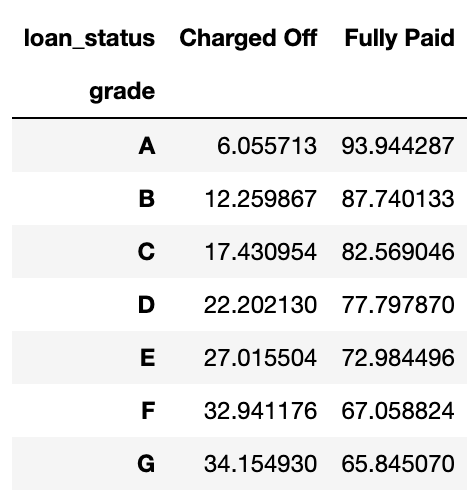 loan_status Charged Off Fully Paid
grade
A 6.055713 93.944287
B 12.259867 87.740133
C 17.430954 82.569046
D 22.202130 77.797870
E 27.015504 72.984496
F 32.941176 67.058824
G 34.154930 65.845070